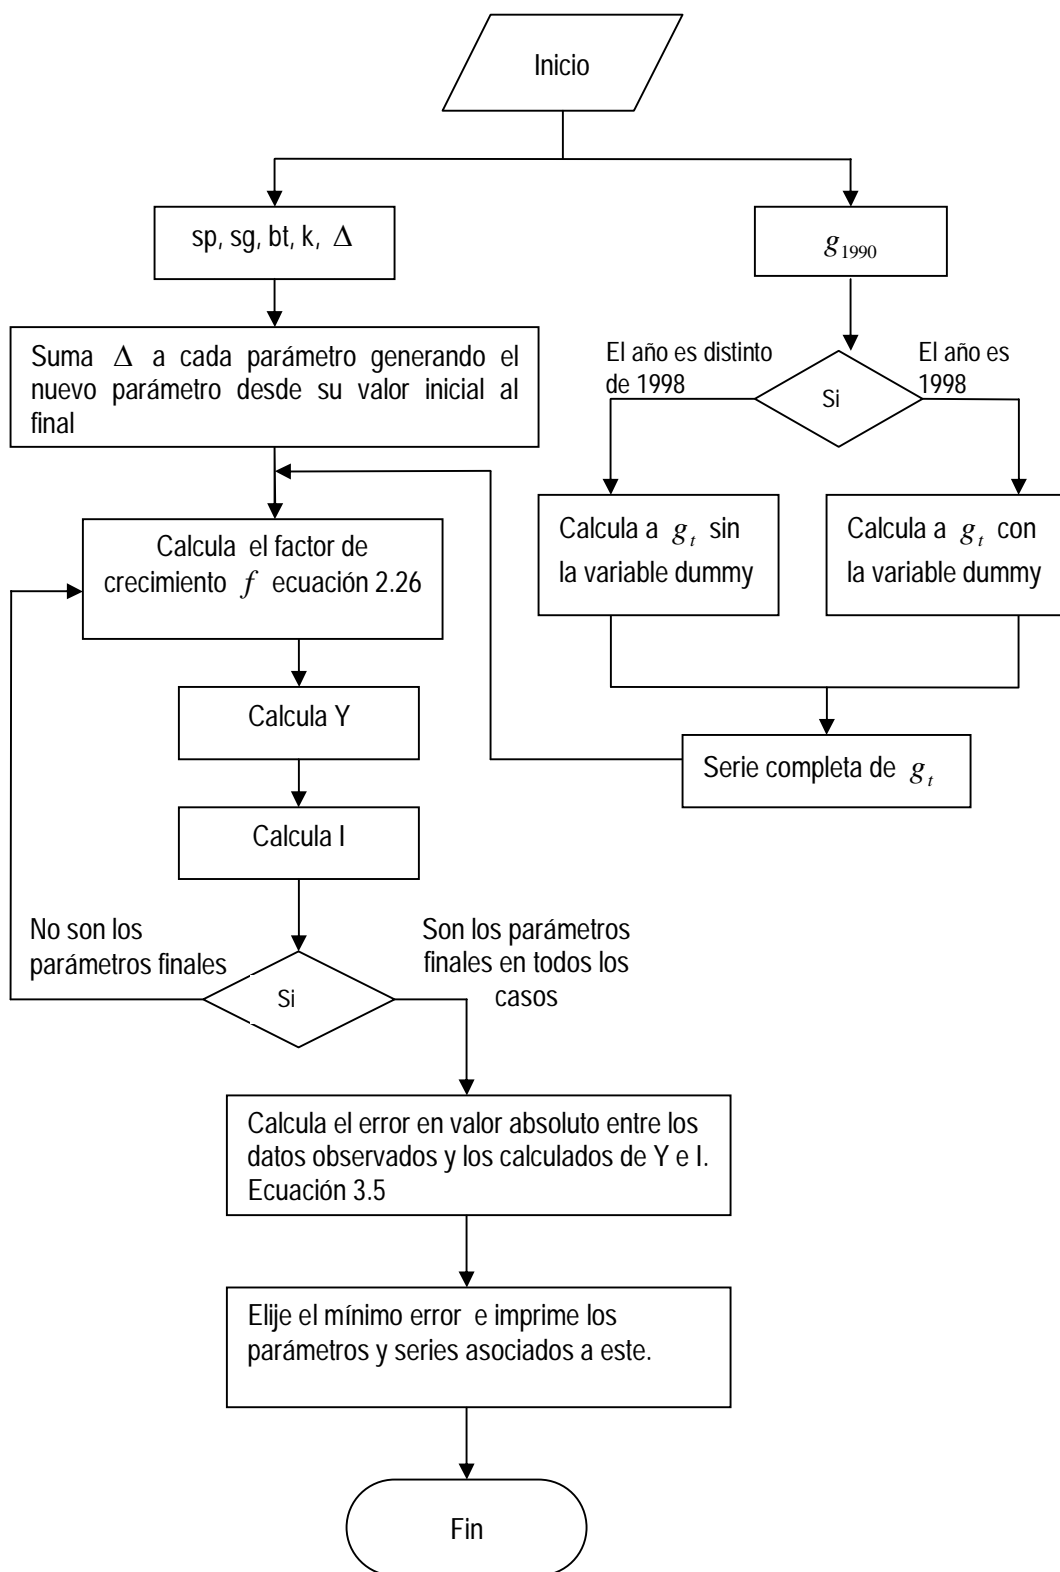 Inicio
sp, sg, bt, k, Δ
g1990
Suma Δ a cada parámetro generando el
nuevo parámetro desde su valor inicial al
final
El año es distinto
de 1998
El año es
1998
Si
Calcula a gt sin
la variable dummy
Calcula a gt con
la variable dummy
Calcula el factor de
crecimiento f ecuación 2.26
Calcula Y
Serie completa de gt
Calcula I
No son los
parámetros finales
Son los parámetros
finales en todos los
casos
Si
Calcula el error en valor absoluto entre los
datos observados y los calculados de Y e I.
Ecuación 3.5
Elije el mínimo error e imprime los
parámetros y series asociados a este.
Fin